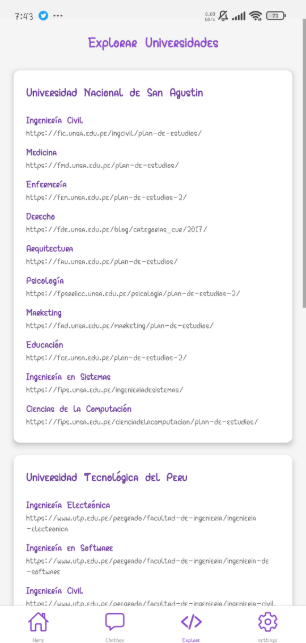 7:43
71
Explorar Universidades
Universidad Nacional de San Agustin
Ingeniería Civil
https://fic.unsa.edu.pe/ingcivil/plan-de-estudios/
Medicina
https://fmd.unsa.edu.pe/plan-de-estudios/
Enfermería
https://fen.unsa.edu.pe/plan-de-estudios-2/
Derecho
https://fde.unsa.edu.pe/blog/categorias_cue/2017/
Arquitectura
https://fau.unsa.edu.pe/plan-de-estudios/
Psicología
https://fpsrriicc.unsa.edu.pe/psicologia/plan-de-estudios-2/
Marketing
https://fad.unsa.edu.pe/marketing/plan-de-estudios/
Educación
https://fce.unsa.edu.pe/plan-de-estudios-2/
Ingeniería en Sistemas
https://fips.unsa.edu.pe/ingenieriadesistemas/
Ciencias de la Computación
https://fips.unsa.edu.pe/cienciadelacomputacion/plan-de-estudios/
Universidad Tecnológica del Peru
Ingeniería Electrónica
https://www.utp.edu.pe/pregrado/facultad-de-ingenieria/ingenieria
-electronica
Ingeniería en Software
https://www.utp.edu.pe/pregrado/facultad-de-ingenieria/ingenieria-de
-software
Ingeniería Civil
https://www.utp.edu.pe/pregrado/facultad-de-ingenieria/ingenieria-civil
Home
Chatbox
Explore
settings